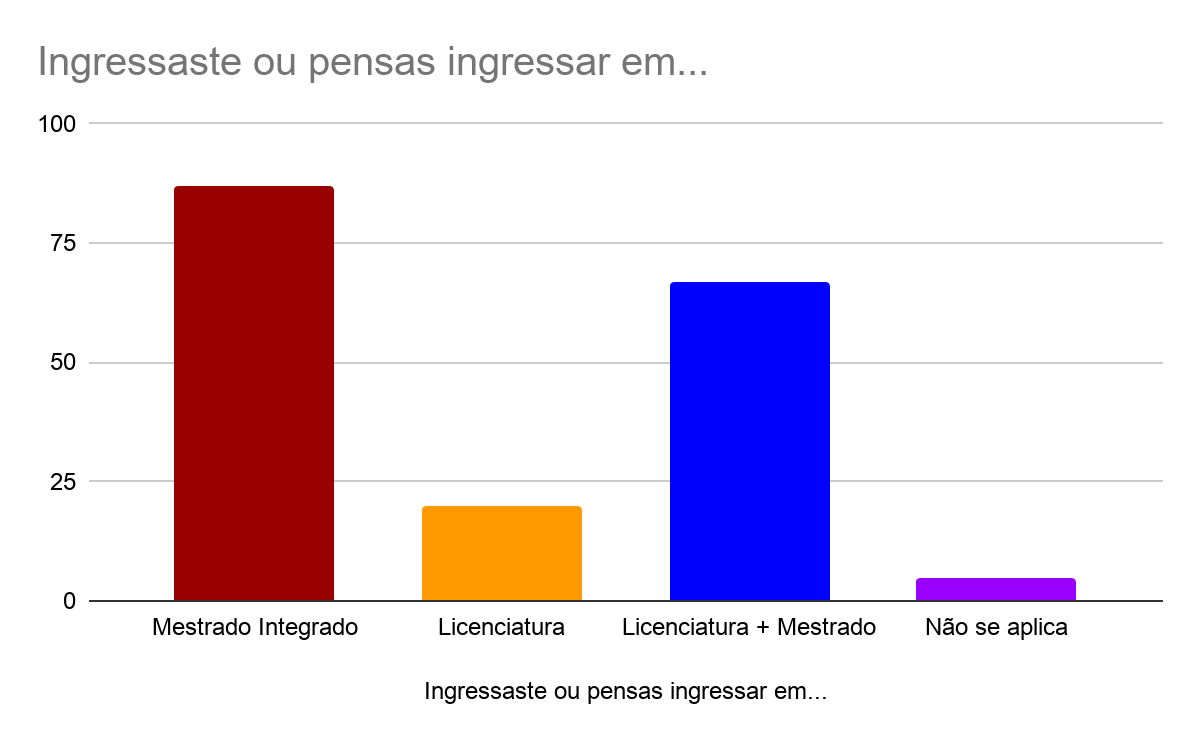 Ingressaste ou pensas ingressar em...
100
75
50
25
0
Mestrado Integrado
Licenciatura
Licenciatura + Mestrado
Não se aplica
Ingressaste ou pensas ingressar em...